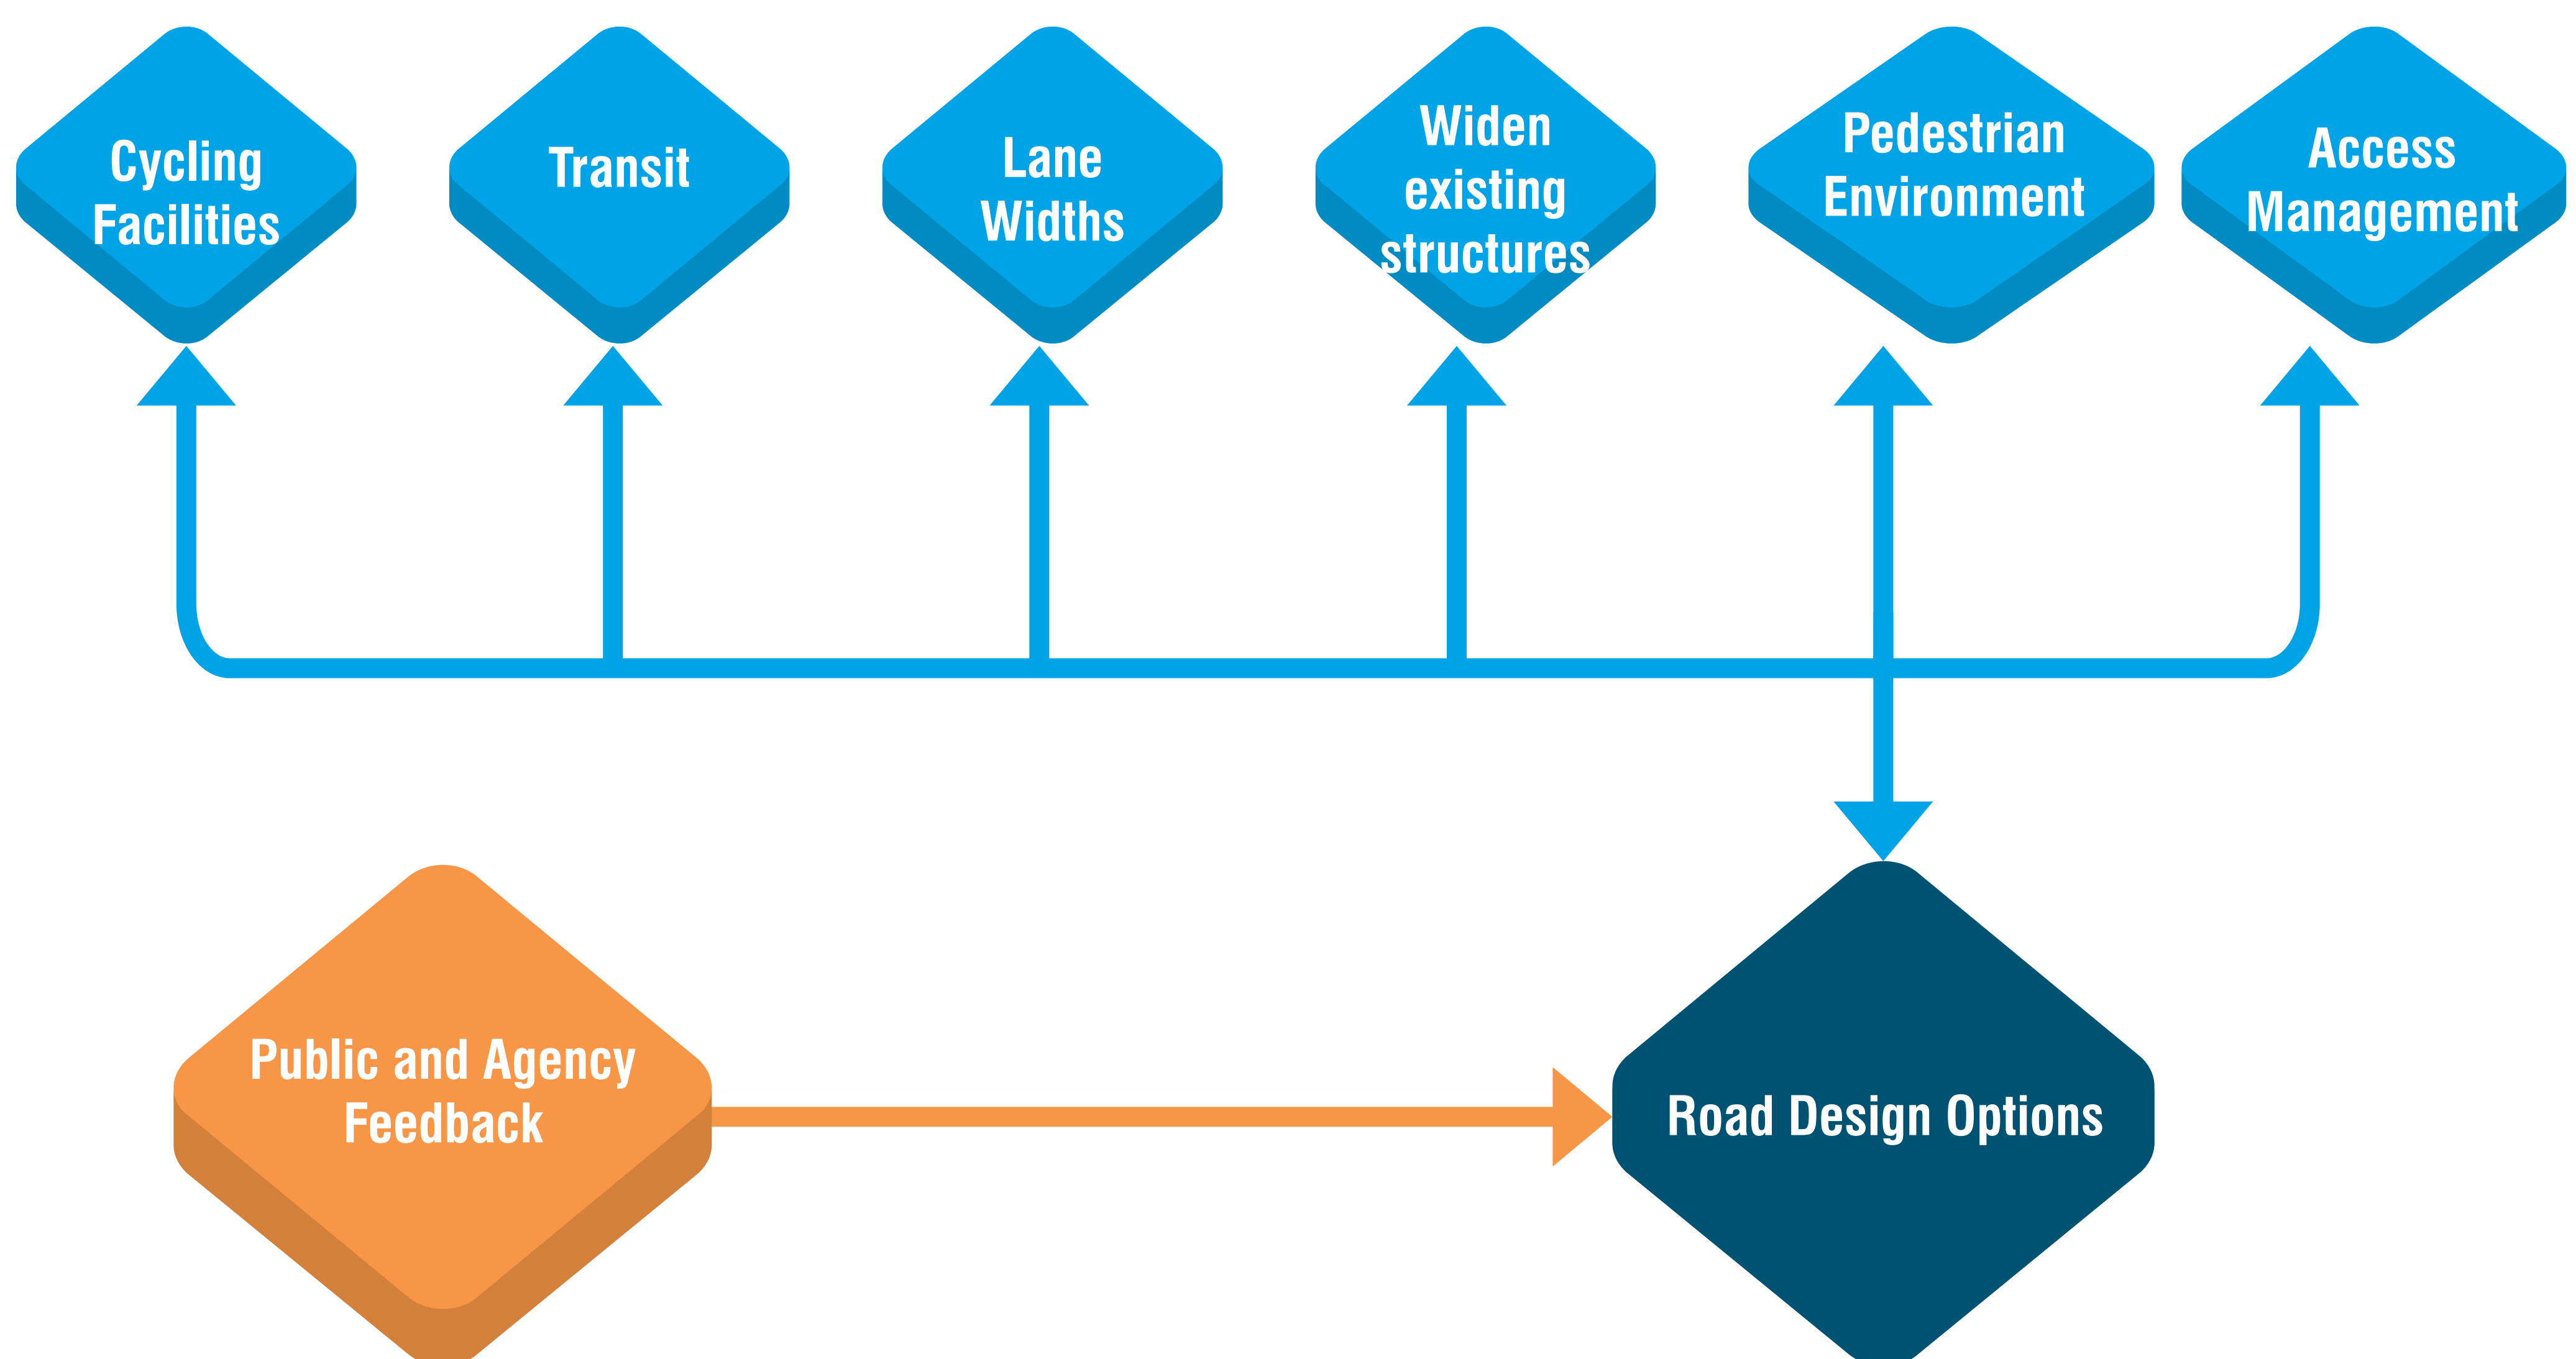 Cycling
Facilities
Transit
Lane
Widths
Widen
existing
structures
Pedestrian
Environment
Access
Management
Public and Agency
Feedback
Road Design Options